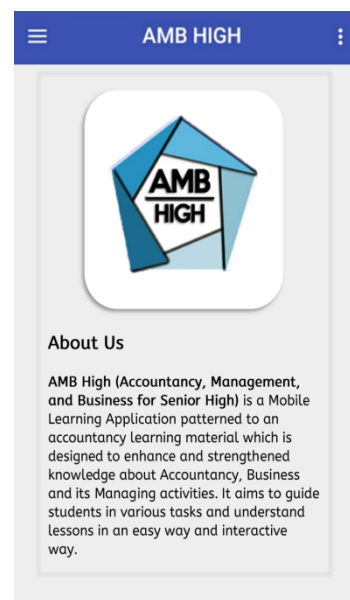 AMB HIGH
AMB
HIGH
About Us
AMB High (Accountancy, Management,
and Business for Senior High) is a Mobile
Learning Application patterned to an
accountancy learning material which is
designed to enhance and strengthened
knowledge about Accountancy, Business
and its Managing activities. It aims to guide
students in various tasks and understand
lessons in an easy way and interactive
way.